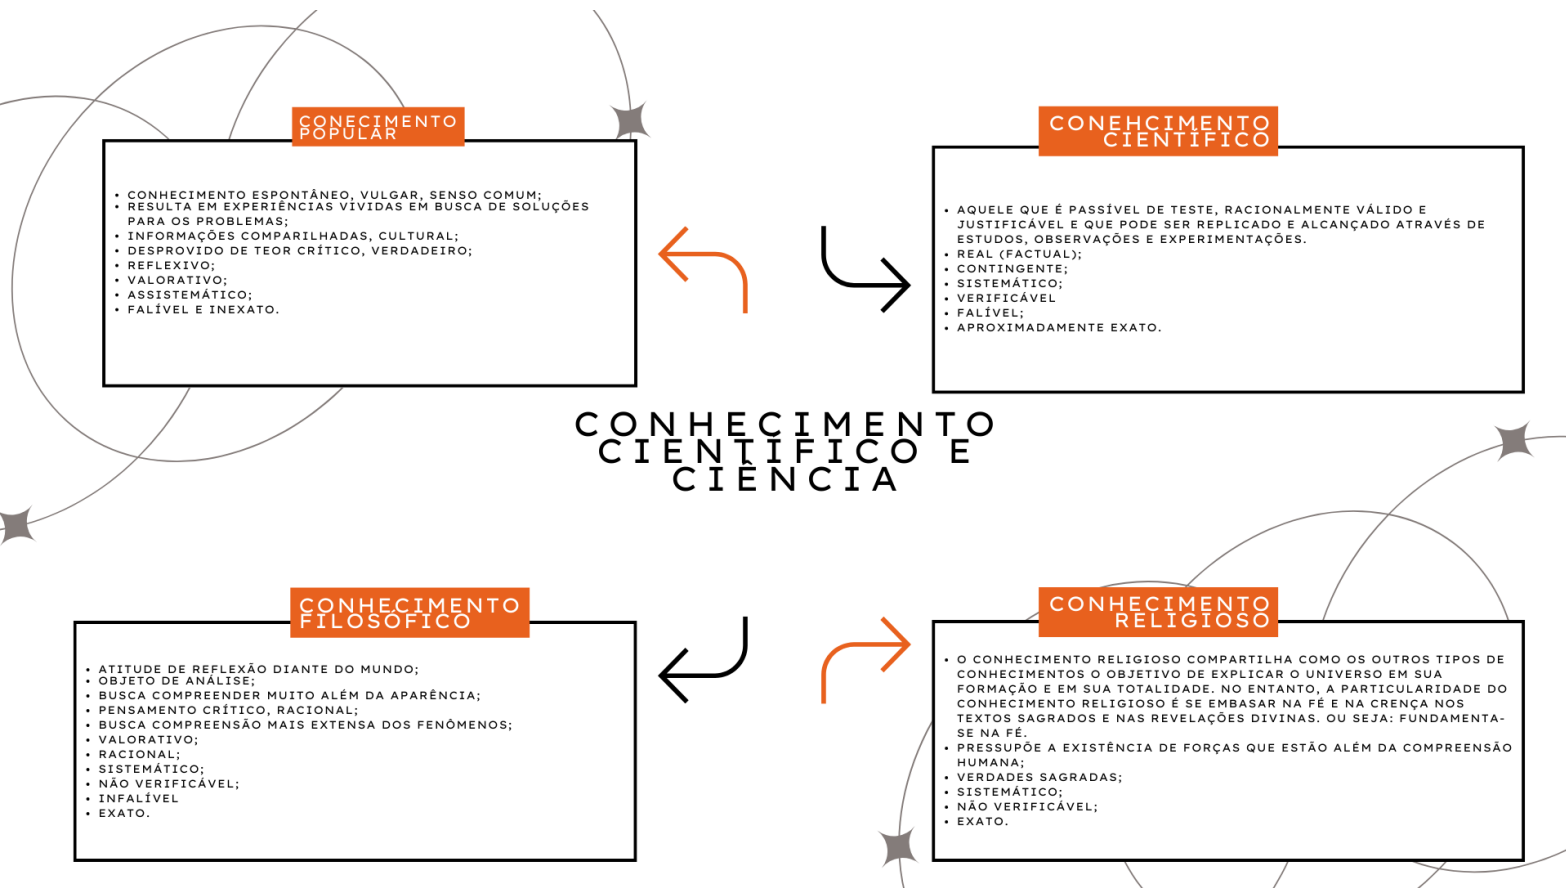 CONECIMENTO
POPULAR
• CONHECIMENTO ESPONTÂNEO, VULGAR, SENSO COMUM;
• RESULTA EM EXPERIÊNCIAS VIVIDAS EM BUSCA DE SOLUÇÕES
PARA OS PROBLEMAS;
• INFORMAÇÕES COMPARILHADAS, CULTURAL;
• DESPROVIDO DE TEOR CRÍTICO, VERDADEIRO;
• REFLEXIVO;
• VALORATIVO;
• ASSISTEMÁTICO;
• FALÍVEL E INEXATO.
CONEHCIMENTO
CIENTÍFICO
• AQUELE QUE É PASSÍVEL DE TESTE, RACIONALMENTE VÁLIDO E
JUSTIFICÁVEL E QUE PODE SER REPLICADO E ALCANÇADO ATRAVÉS DE
ESTUDOS, OBSERVAÇÕES E EXPERIMENTAÇÕES.
• REAL (FACTUAL);
• CONTINGENTE;
• SISTEMÁTICO;
• VERIFICÁVEL
• FALÍVEL;
• APROXIMADAMENTE EXATO.
CONHECIMENTO
CIENTÍFICO E
CIÊNCIA
CONHECIMENTO
FILOSÓFICO
• ATITUDE DE REFLEXÃO DIANTE DO MUNDO;
• OBJETO DE ANÁLISE;
• BUSCA COMPREENDER MUITO ALÉM DA APARÊNCIA;
• PENSAMENTO CRÍTICO, RACIONAL;
• BUSCA COMPREENSÃO MAIS EXTENSA DOS FENÔMENOS;
• VALORATIVO;
• RACIONAL;
• SISTEMÁTICO;
• NÃO VERIFICÁVEL;
• INFALÍVEL
• EXATO.
CONHECIMENTO
RELIGIOSO
• O CONHECIMENTO RELIGIOSO COMPARTILHA COMO OS OUTROS TIPOS DE
CONHECIMENTOS O OBJETIVO DE EXPLICAR O UNIVERSO EM SUA
FORMAÇÃO E EM SUA TOTALIDADE. NO ENTANTO, A PARTICULARIDADE DO
CONHECIMENTO RELIGIOSO É SE EMBASAR NA FÉ E NA CRENÇA NOS
TEXTOS SAGRADOS E NAS REVELAÇÕES DIVINAS. OU SEJA: FUNDAMENTA-
SE NA FÉ.
• PRESSUPÕE A EXISTÊNCIA DE FORÇAS QUE ESTÃO ALÉM DA COMPREENSÃO
HUMANA;
• VERDADES SAGRADAS;
• SISTEMÁTICO;
• NÃO VERIFICÁVEL;
• EXATO.